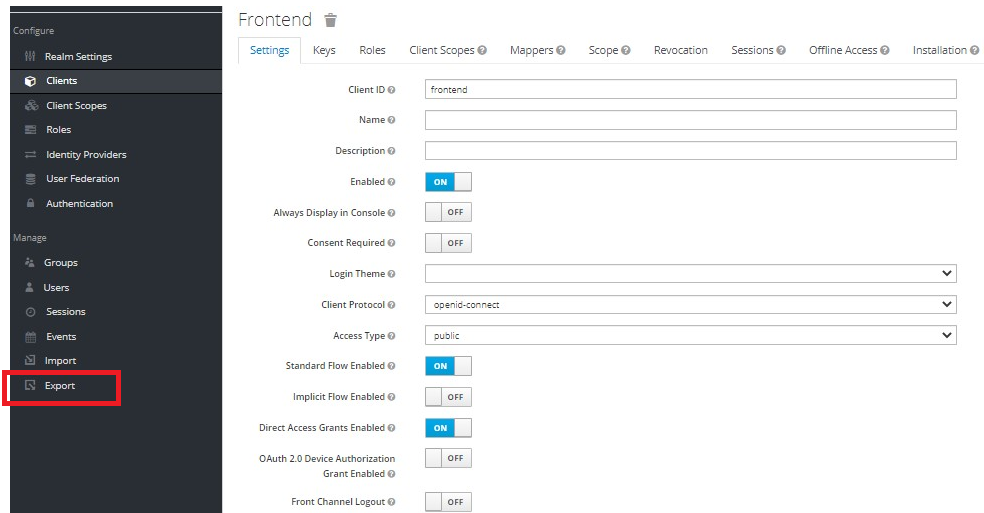 Configure
Realm Settings
Clients
Client Scopes
Roles
Identity Providers
User Federation
Authentication
Manage
Groups
Users
Sessions
Events
Import
Export
Frontend
Settings Keys Roles Client Scopes Mappers Scope Revocation Sessions Offline Access Installation
Client ID frontend
Name
Description
Enabled ON
Always Display in Console OFF
Consent Required OFF
Login Theme
Client Protocol openid-connect
Access Type public
Standard Flow Enabled ON
Implicit Flow Enabled OFF
Direct Access Grants Enabled ON
OAuth 2.0 Device Authorization OFF
Grant Enabled
Front Channel Logout OFF